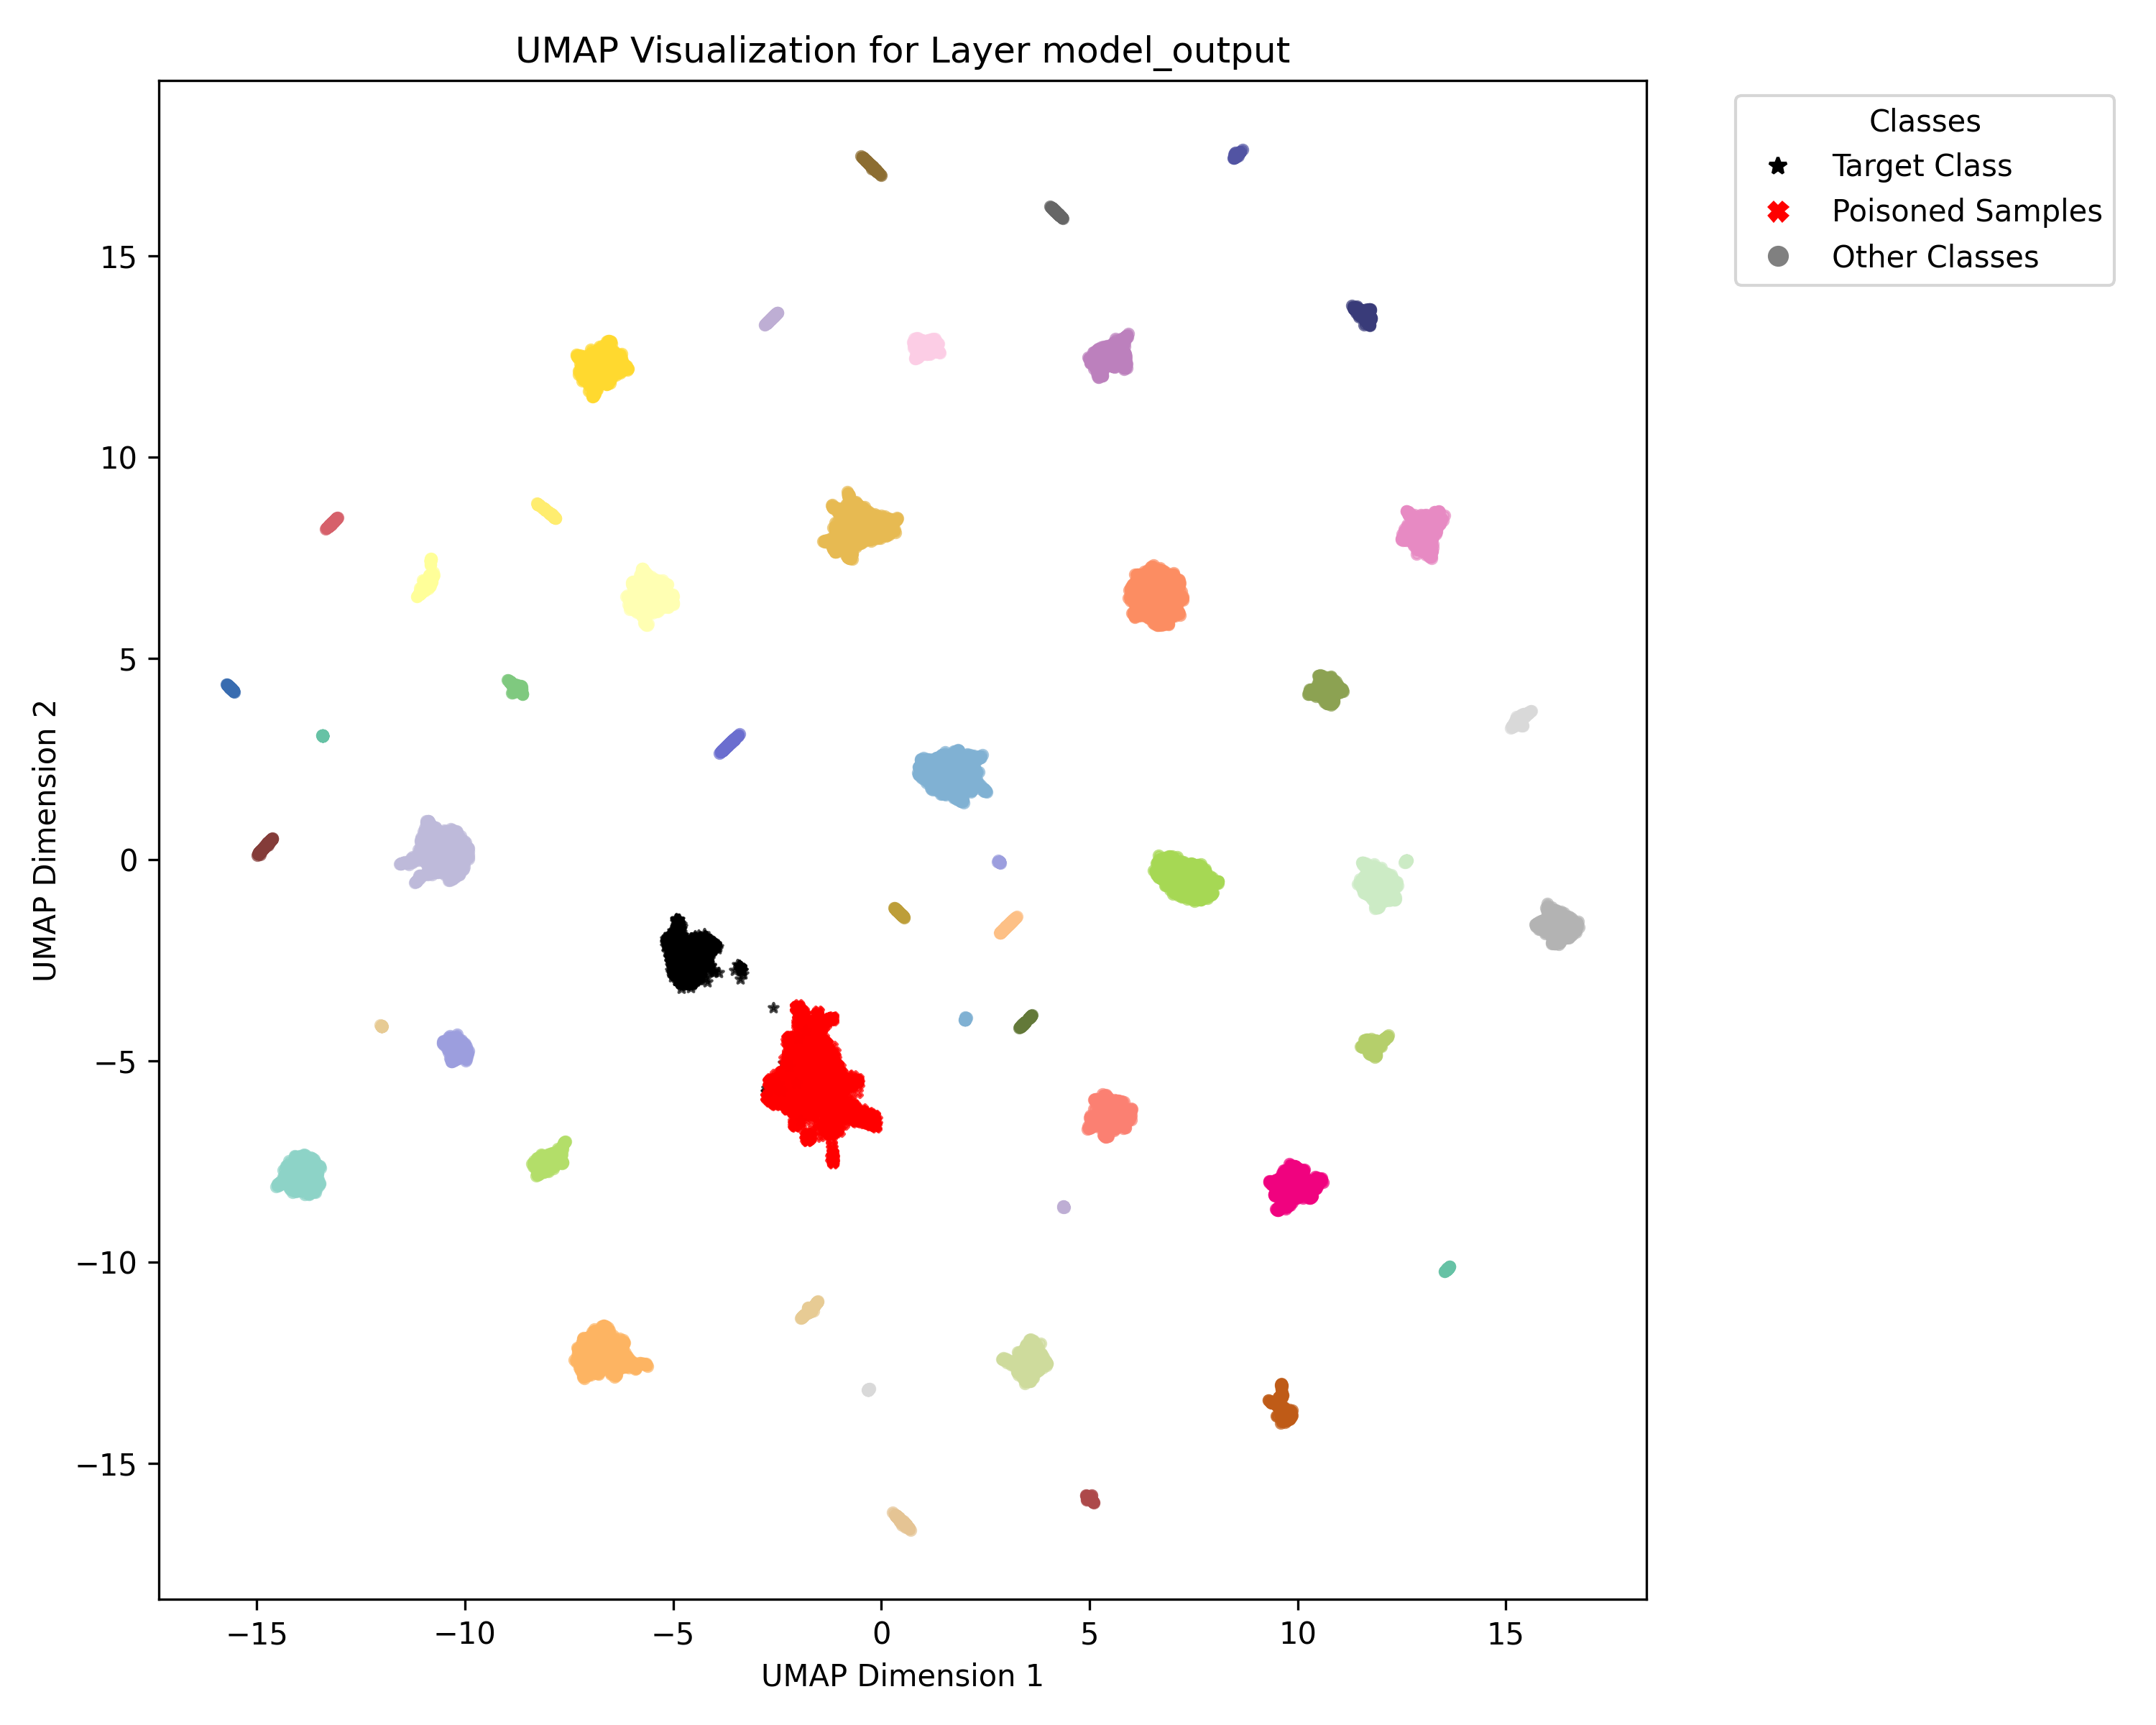 UMAP Visualization for Layer model_output
Classes
Target Class
Poisoned Samples
Other Classes
15
10
5
0
−5
−10
−15
UMAP Dimension 2
−15 −10 −5 0 5 10 15
UMAP Dimension 1